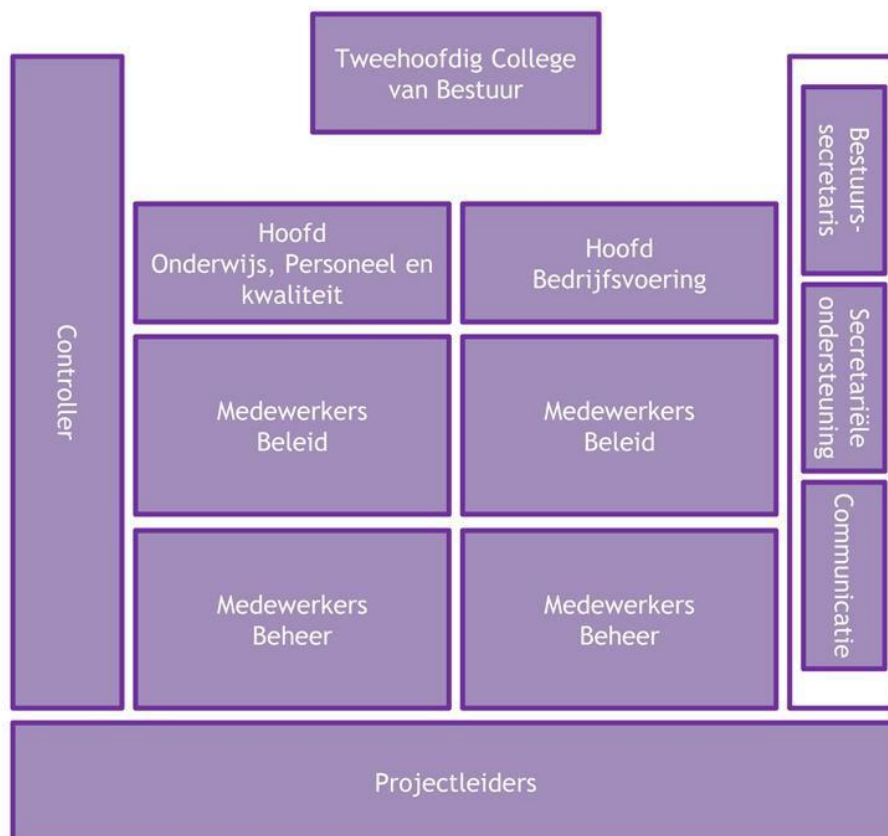 Tweehoofdig College
van Bestuur
Controller
Hoofd
Onderwijs, Personeel en
kwaliteit
Hoofd
Bedrijfsvoering
Medewerkers
Beleid
Medewerkers
Beleid
Medewerkers
Beheer
Medewerkers
Beheer
Bestuurs-
secretaris
Secretariële
ondersteuning
Communicatie
Projectleiders